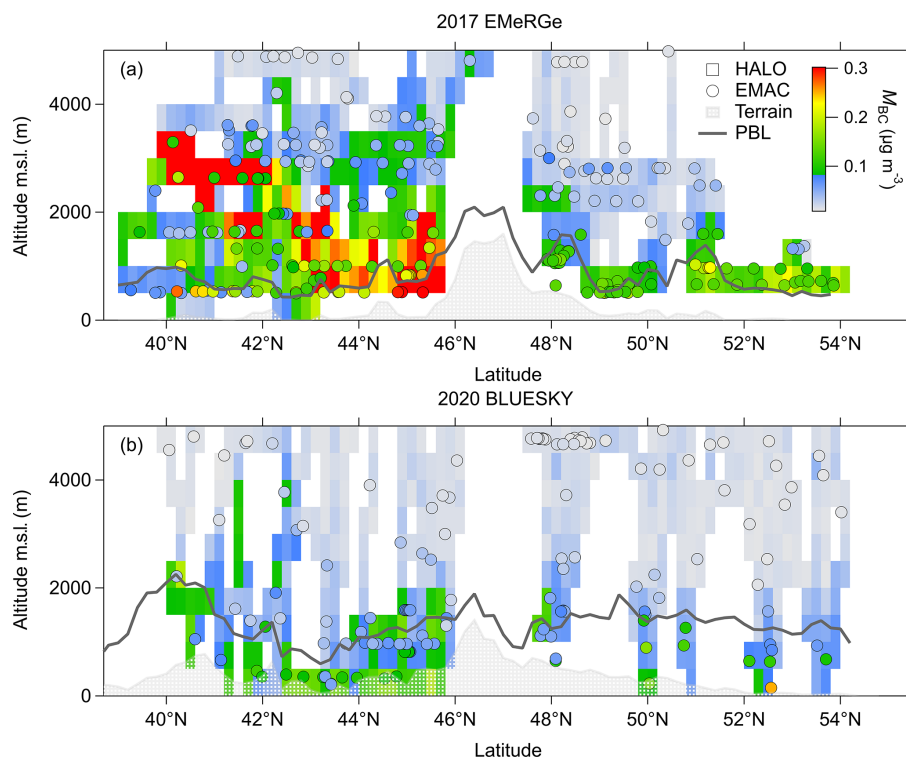 2017 EMeRGe
(a)
HALO
EMAC
Terrain
PBL
0.3
0.2
0.1
M_BC (µg m⁻³)
Altitude m.s.l. (m)
4000
2000
0
40°N 42°N 44°N 46°N 48°N 50°N 52°N 54°N
Latitude
2020 BLUESKY
(b)
Altitude m.s.l. (m)
4000
2000
0
40°N 42°N 44°N 46°N 48°N 50°N 52°N 54°N
Latitude